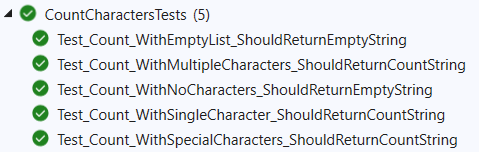 CountCharactersTests (5)
Test_Count_WithEmptyList_ShouldReturnEmptyString
Test_Count_WithMultipleCharacters_ShouldReturnCountString
Test_Count_WithNoCharacters_ShouldReturnEmptyString
Test_Count_WithSingleCharacter_ShouldReturnCountString
Test_Count_WithSpecialCharacters_ShouldReturnCountString